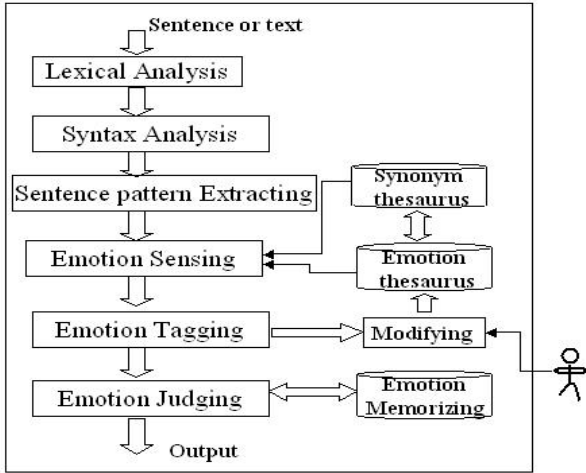 Sentence or text
Lexical Analysis
Syntax Analysis
Sentence pattern Extracting
Synonym
thesaurus
Emotion Sensing
Emotion
thesaurus
Emotion Tagging
Modifying
Emotion Judging
Emotion
Memorizing
Output